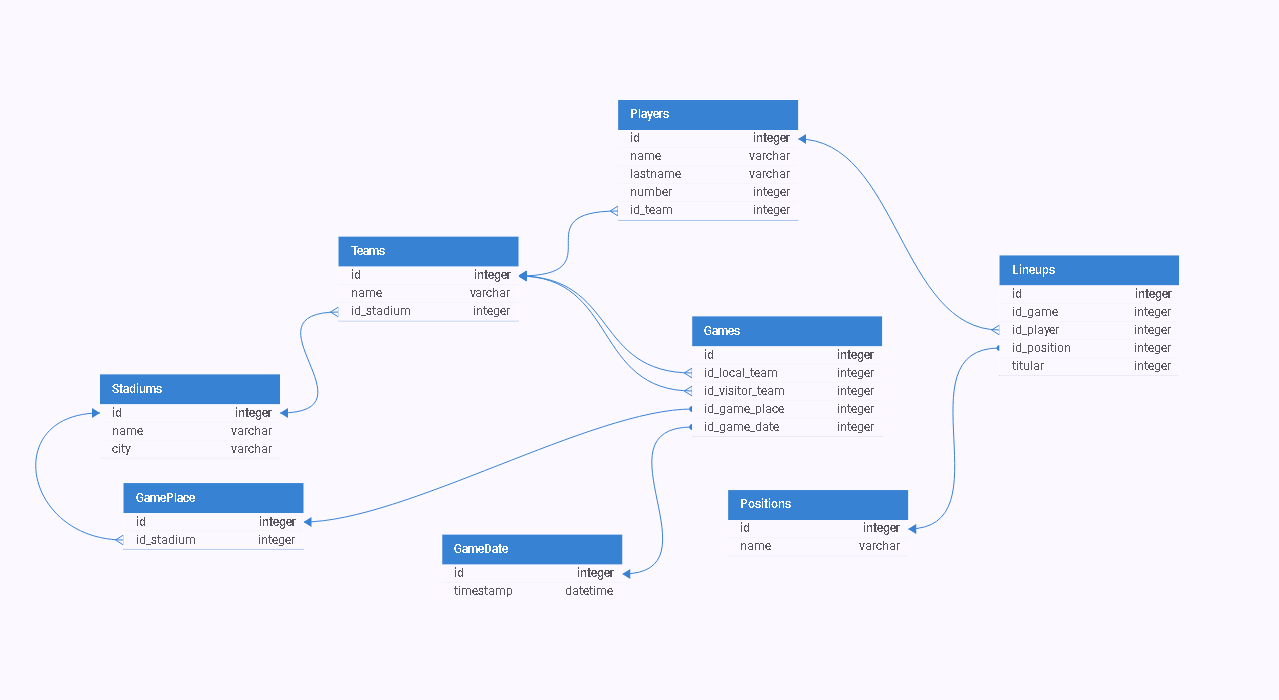 Players
id integer
name varchar
lastname varchar
number integer
id_team integer
Teams
id integer
name varchar
id_stadium integer
Lineups
id integer
id_game integer
id_player integer
id_position integer
titular integer
Games
id integer
id_local_team integer
id_visitor_team integer
id_game_place integer
id_game_date integer
Stadiums
id integer
name varchar
city varchar
GamePlace
id integer
id_stadium integer
Positions
id integer
name varchar
GameDate
id integer
timestamp datetime